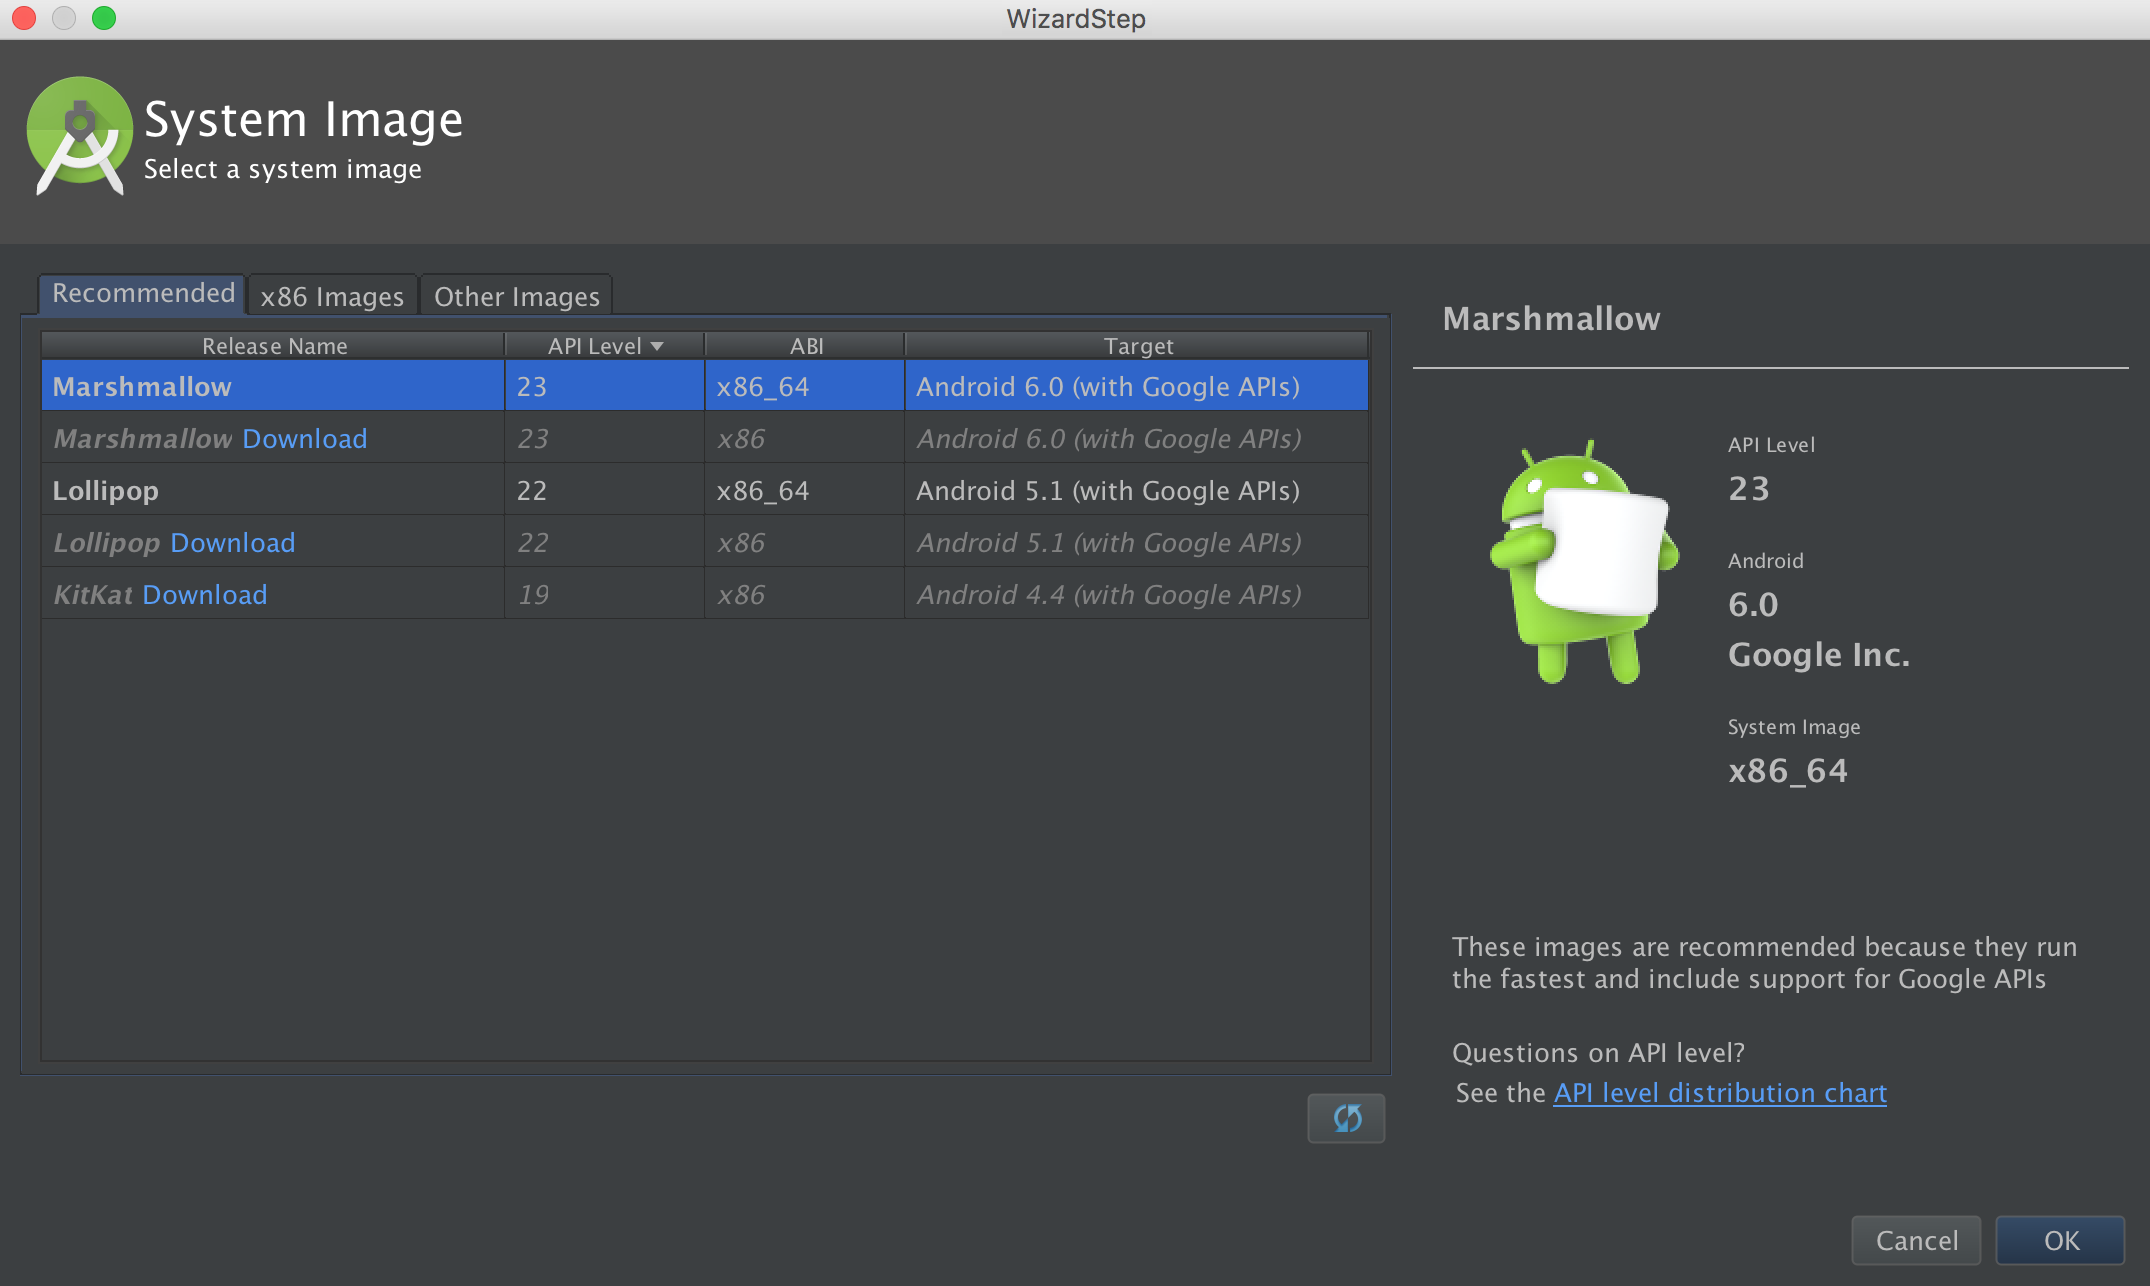 WizardStep
System Image
Select a system image
Recommended x86 Images Other Images
Release Name API Level ABI Target
Marshmallow 23 x86_64 Android 6.0 (with Google APIs)
Marshmallow Download 23 x86 Android 6.0 (with Google APIs)
Lollipop 22 x86_64 Android 5.1 (with Google APIs)
Lollipop Download 22 x86 Android 5.1 (with Google APIs)
KitKat Download 19 x86 Android 4.4 (with Google APIs)
Marshmallow
API Level
23
Android
6.0
Google Inc.
System Image
x86_64
These images are recommended because they run
the fastest and include support for Google APIs
Questions on API level?
See the API level distribution chart
Cancel OK